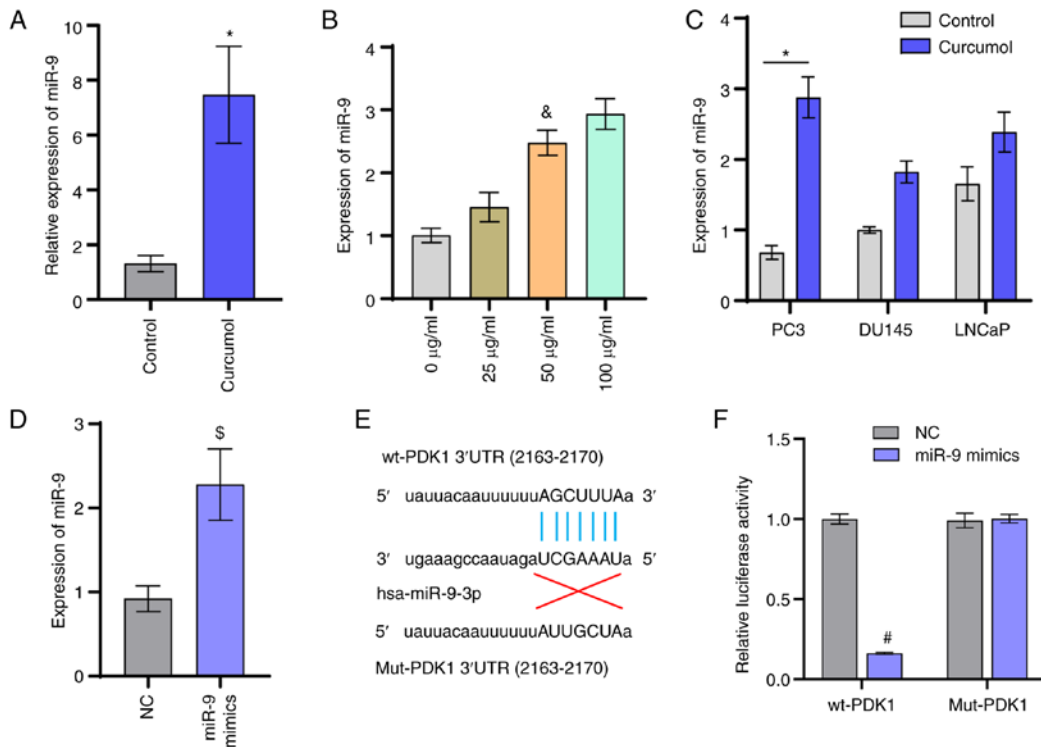 A
Relative expression of miR-9
10
8
6
4
2
0
*
Control
Curcumol
B
Expression of miR-9
4
3
2
1
0
&
0 μg/ml
25 μg/ml
50 μg/ml
100 μg/ml
C
Control
Curcumol
Expression of miR-9
4
3
2
1
0
*
PC3
DU145
LNCaP
D
Expression of miR-9
3
2
1
0
$
NC
miR-9
mimics
E
wt-PDK1 3′UTR (2163-2170)
5′ uauuacaauuuuuuAGCUUUAa 3′
3′ ugaaagccaauagaUCGAAAUa 5′
hsa-miR-9-3p
5′ uauuacaauuuuuuAUUGCUAa
Mut-PDK1 3′UTR (2163-2170)
F
NC
miR-9 mimics
Relative luciferase activity
1.5
1.0
0.5
0.0
#
wt-PDK1
Mut-PDK1